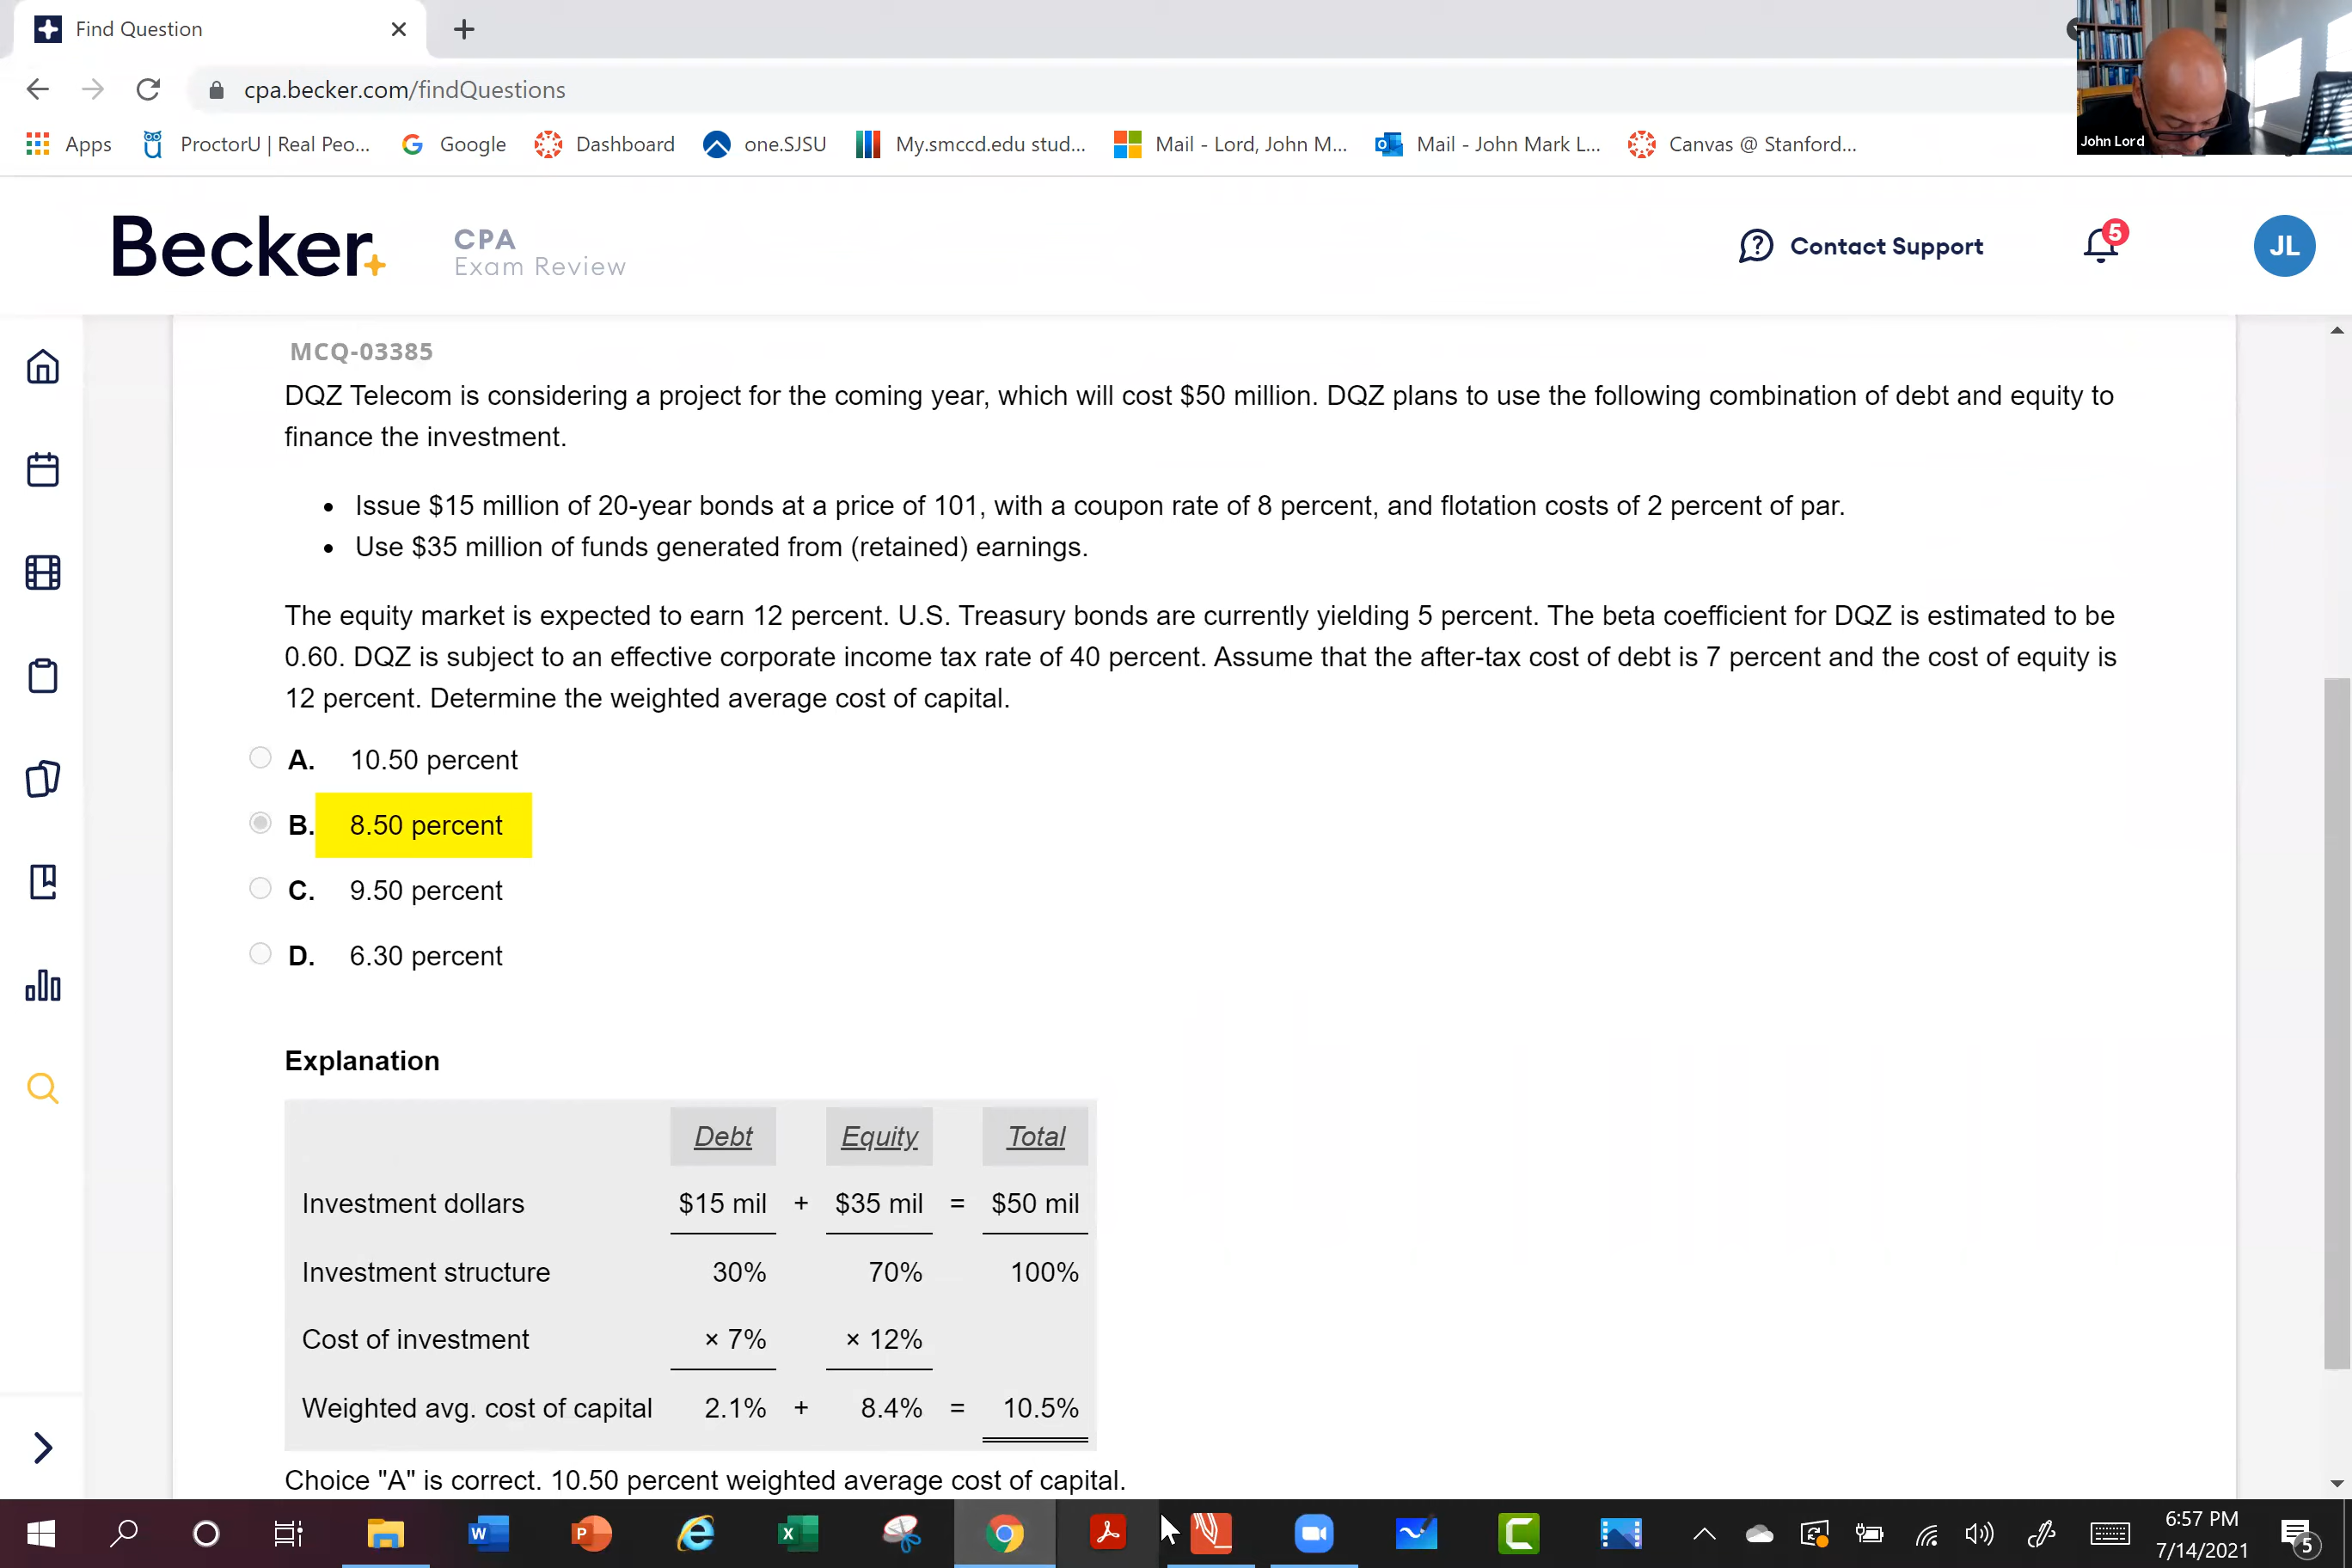 Find Question
cpa.becker.com/findQuestions
Apps ProctorU | Real Peo... Google Dashboard one.SJSU My.smccd.edu stud... Mail - Lord, John M... Mail - John Mark L... Canvas @ Stanford...
John Lord
Becker CPA Exam Review Contact Support 5 JL
MCQ-03385
DQZ Telecom is considering a project for the coming year, which will cost $50 million. DQZ plans to use the following combination of debt and equity to
finance the investment.
• Issue $15 million of 20-year bonds at a price of 101, with a coupon rate of 8 percent, and flotation costs of 2 percent of par.
• Use $35 million of funds generated from (retained) earnings.
The equity market is expected to earn 12 percent. U.S. Treasury bonds are currently yielding 5 percent. The beta coefficient for DQZ is estimated to be
0.60. DQZ is subject to an effective corporate income tax rate of 40 percent. Assume that the after-tax cost of debt is 7 percent and the cost of equity is
12 percent. Determine the weighted average cost of capital.
A. 10.50 percent
B. 8.50 percent
C. 9.50 percent
D. 6.30 percent
Explanation
Debt Equity Total
Investment dollars $15 mil + $35 mil = $50 mil
Investment structure 30% 70% 100%
Cost of investment × 7% × 12%
Weighted avg. cost of capital 2.1% + 8.4% = 10.5%
Choice "A" is correct. 10.50 percent weighted average cost of capital.
6:57 PM
7/14/2021
5